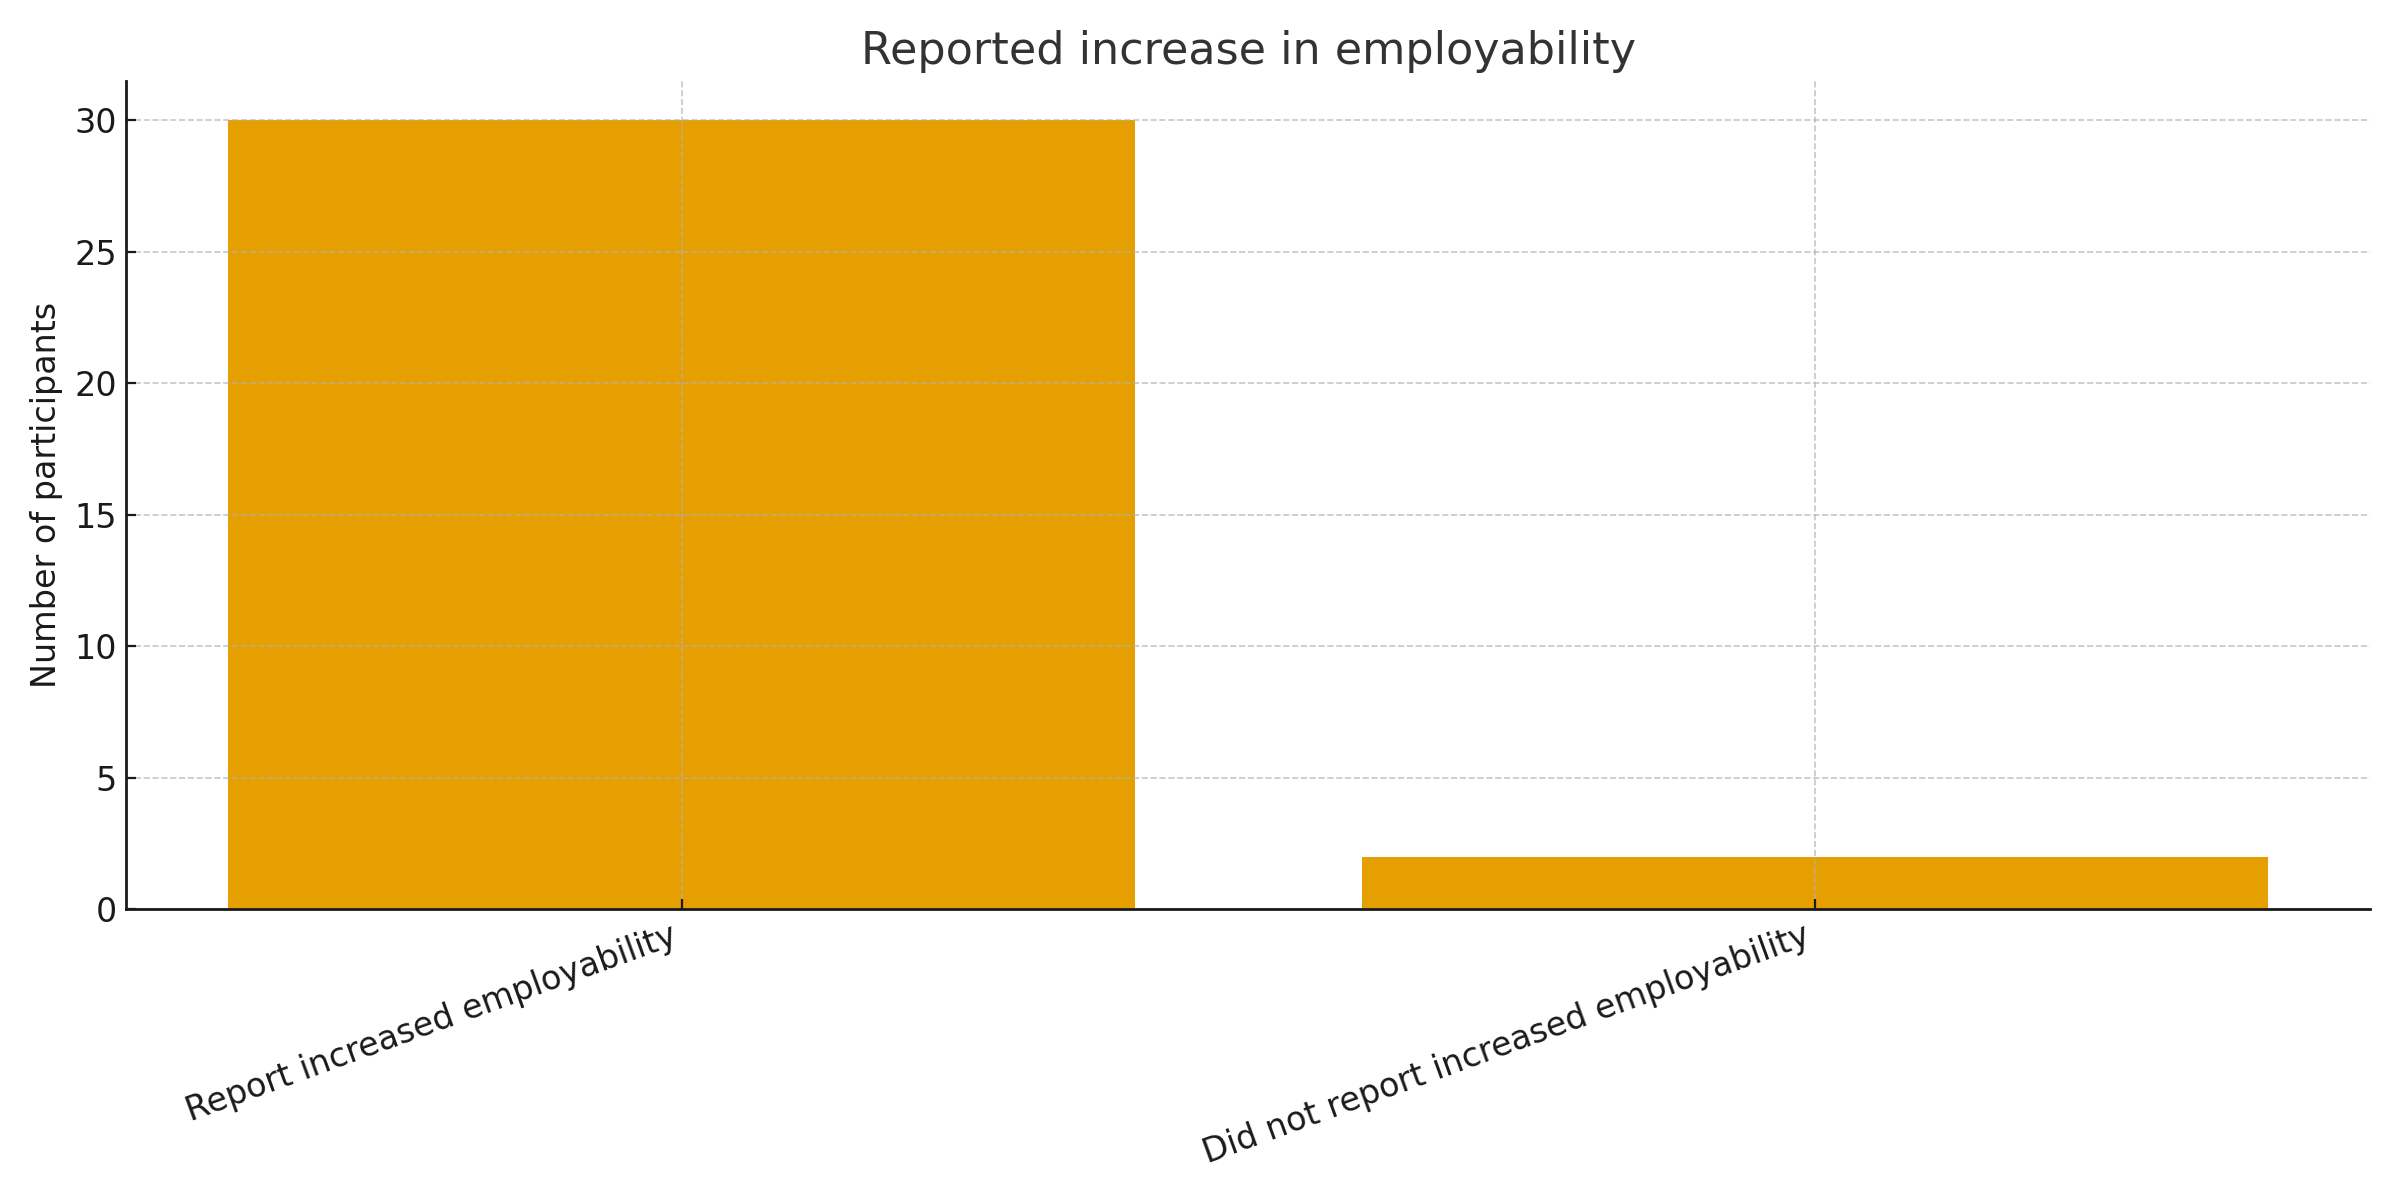 Reported increase in employability
Number of participants
30
25
20
15
10
5
0
Report increased employability
Did not report increased employability